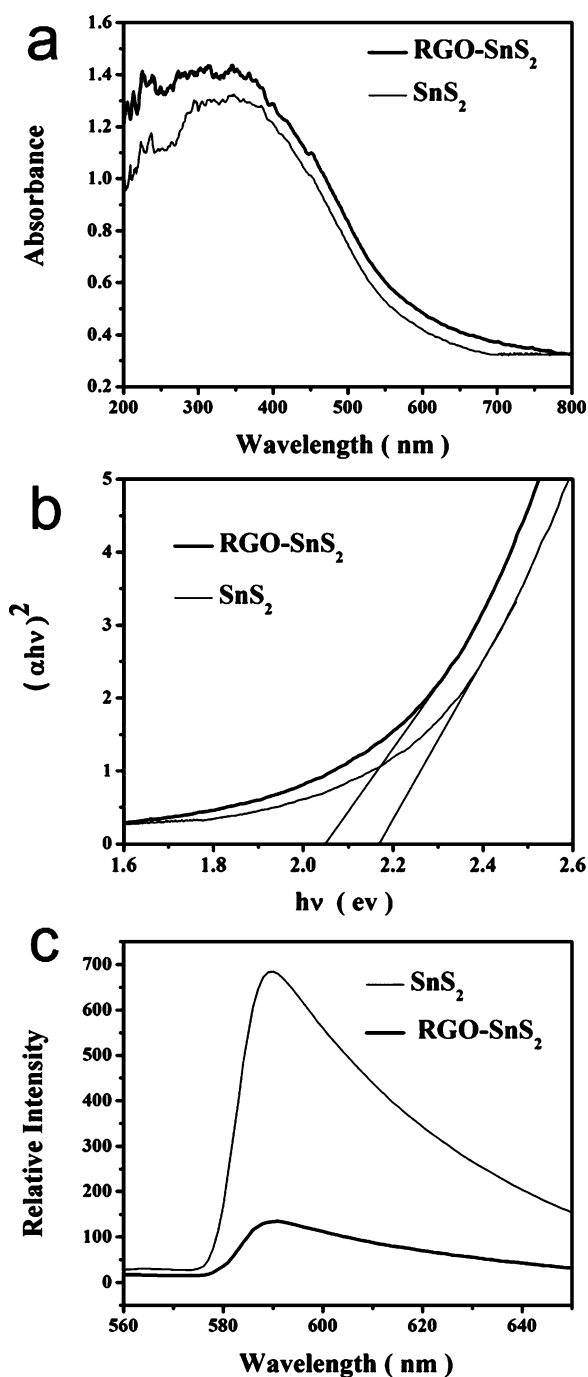 a
RGO-SnS₂
SnS₂
1.6
1.4
1.2
1.0
0.8
0.6
0.4
0.2
Absorbance
200 300 400 500 600 700 800
Wavelength ( nm )
b
RGO-SnS₂
SnS₂
5
4
3
2
1
0
( αhν )²
1.6 1.8 2.0 2.2 2.4 2.6
hν ( ev )
c
SnS₂
RGO-SnS₂
700
600
500
400
300
200
100
0
Relative Intensity
560 580 600 620 640
Wavelength ( nm )